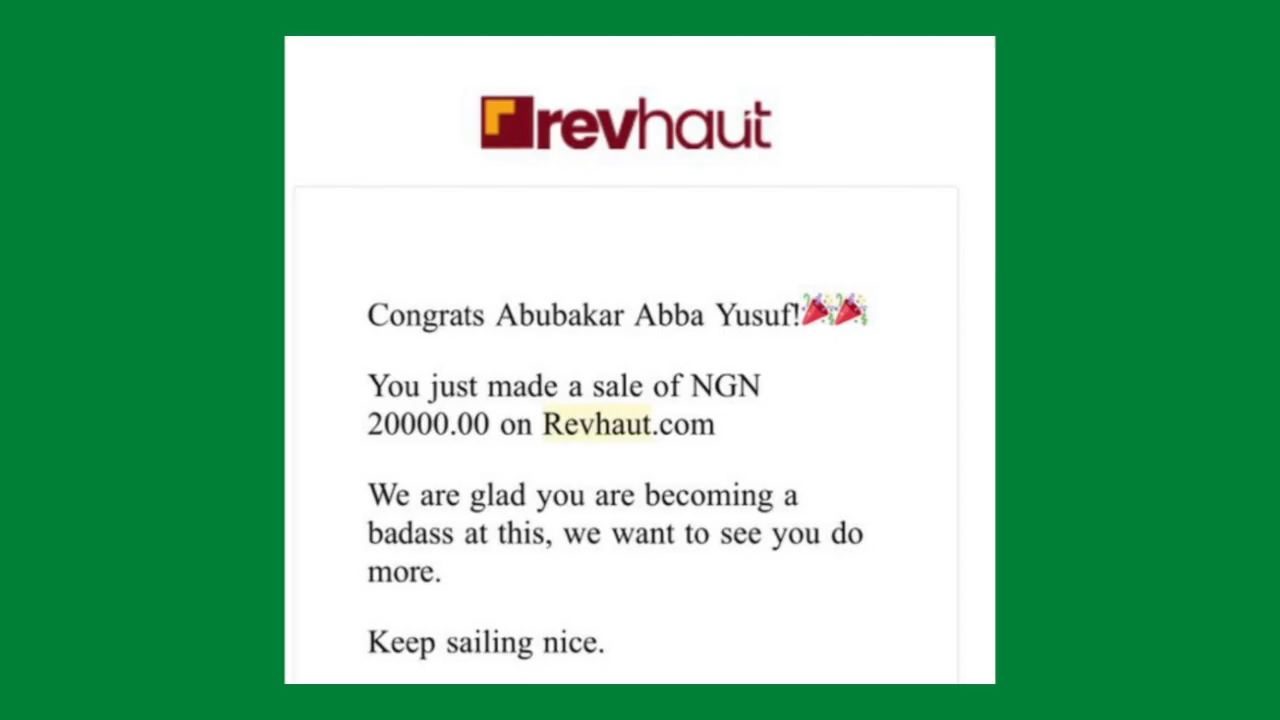 revhaut
Congrats Abubakar Abba Yusuf!🎉🎉
You just made a sale of NGN
20000.00 on Revhaut.com
We are glad you are becoming a
badass at this, we want to see you do
more.
Keep sailing nice.